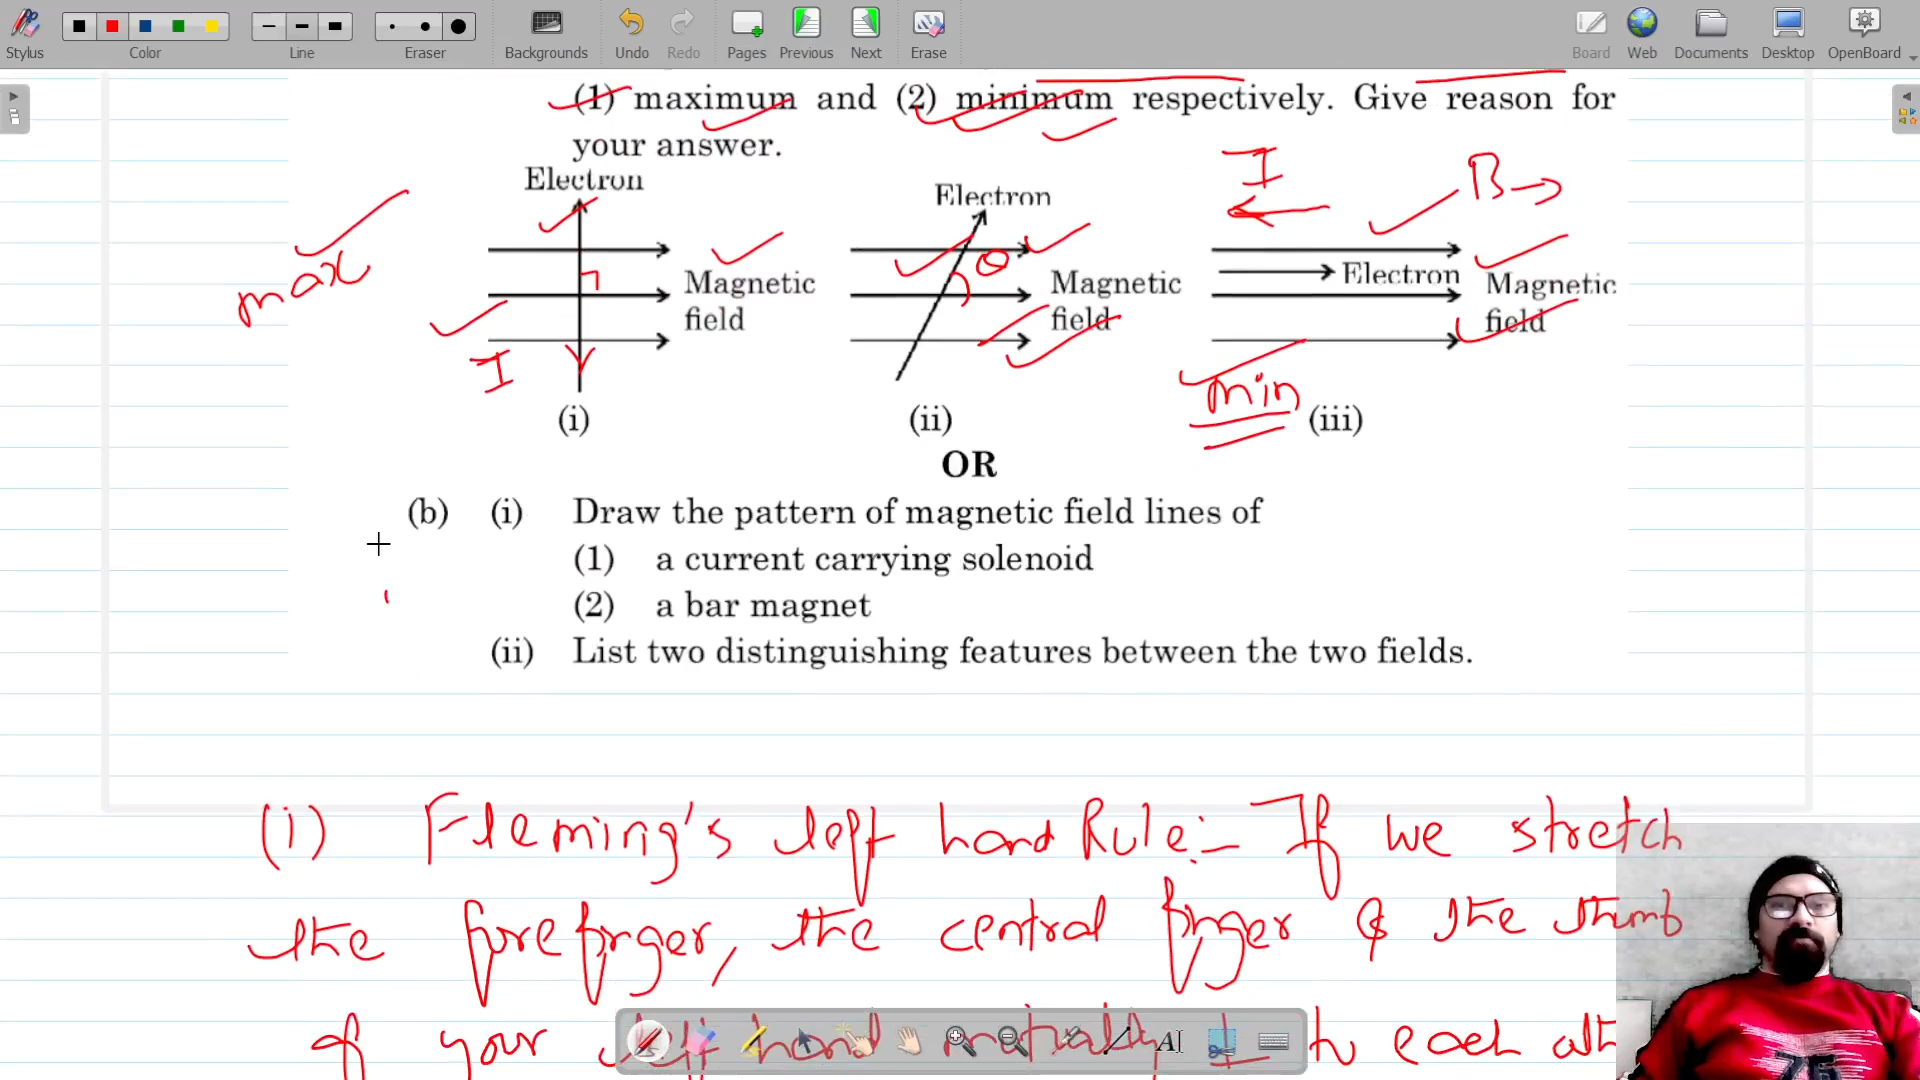 Stylus Color Line Eraser Backgrounds Undo Redo Pages Previous Next Erase Board Web Documents Desktop OpenBoard
(1) maximum and (2) minimum respectively. Give reason for
your answer.
Electron
Magnetic
field
I
(i)
max
Electron
θ
Magnetic
field
(ii)
I
B
Electron
Magnetic
field
min
(iii)
OR
(b) (i) Draw the pattern of magnetic field lines of
(1) a current carrying solenoid
(2) a bar magnet
(ii) List two distinguishing features between the two fields.
(i) Fleming's left hand Rule:- If we stretch
the forefinger, the central finger & the thumb
of your left hand mutually ⊥ to each oth